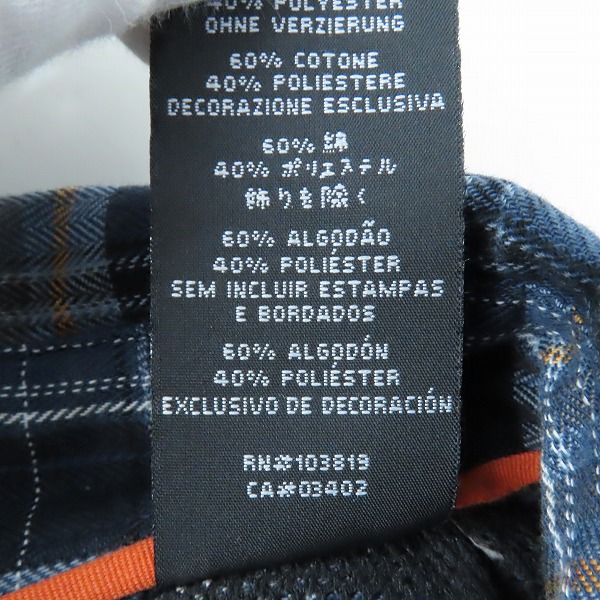 40% POLYESTER
OHNE VERZIERUNG
60% COTONE
40% POLIESTERE
DECORAZIONE ESCLUSIVA
60% 綿
40% ポリエステル
飾りを除く
60% ALGODÃO
40% POLIÉSTER
SEM INCLUIR ESTAMPAS
E BORDADOS
60% ALGODÓN
40% POLIÉSTER
EXCLUSIVO DE DECORACIÓN
RN#103819
CA#03402